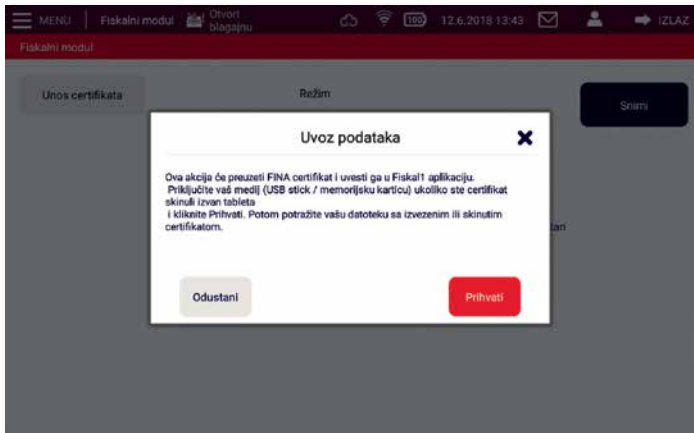 MENU Fiskalni modul Otvori blagajnu 100 12.6.2018 13:43 IZLAZ
Fiskalni modul
Unos certifikata Režim Snimi
Uvoz podataka
Ova akcija će preuzeti FINA certifikat i uvesti ga u Fiskal1 aplikaciju.
Priključite vaš medij (USB stick / memorijsku karticu) ukoliko ste certifikat
skinuli izvan tableta
i kliknite Prihvati. Potom potražite vašu datoteku sa izvezenim ili skinutim
certifikatom.
tan
Odustani Prihvati